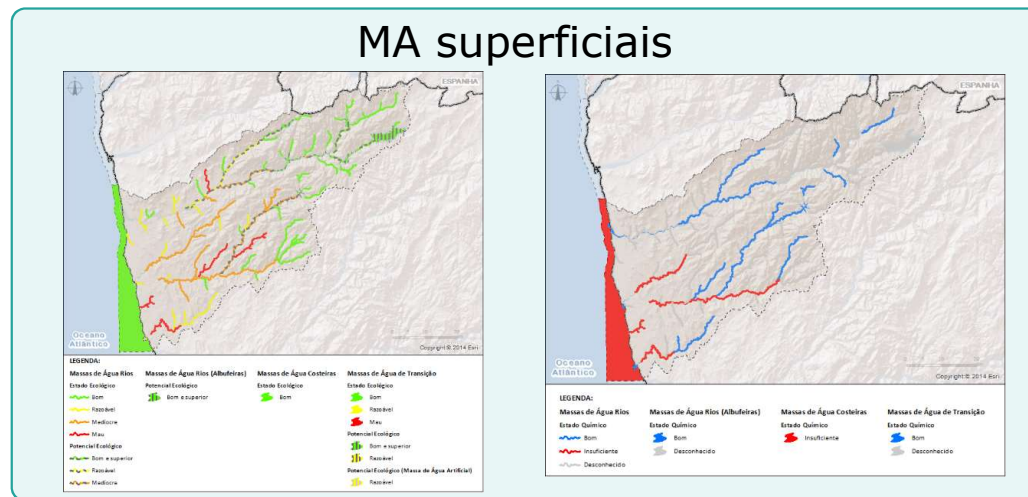 MA superficiais
ESPANHA
Oceano
Atlântico
Copyright © 2014 Esri
LEGENDA:
Massas de Água Rios
Estado Ecológico
Bom
Razoável
Medíocre
Mau
Potencial Ecológico
Bom e superior
Razoável
Medíocre
Massas de Água Rios (Albufeiras)
Potencial Ecológico
Bom e superior
Massas de Água Costeiras
Estado Ecológico
Bom
Massas de Água de Transição
Estado Ecológico
Bom
Razoável
Mau
Potencial Ecológico
Bom e superior
Razoável
Potencial Ecológico (Massa de Água Artificial)
Razoável
ESPANHA
Oceano
Atlântico
Copyright © 2014 Esri
LEGENDA:
Massas de Água Rios
Estado Químico
Bom
Insuficiente
Desconhecido
Massas de Água Rios (Albufeiras)
Estado Químico
Bom
Desconhecido
Massas de Água Costeiras
Estado Químico
Insuficiente
Massas de Água de Transição
Estado Químico
Bom
Desconhecido